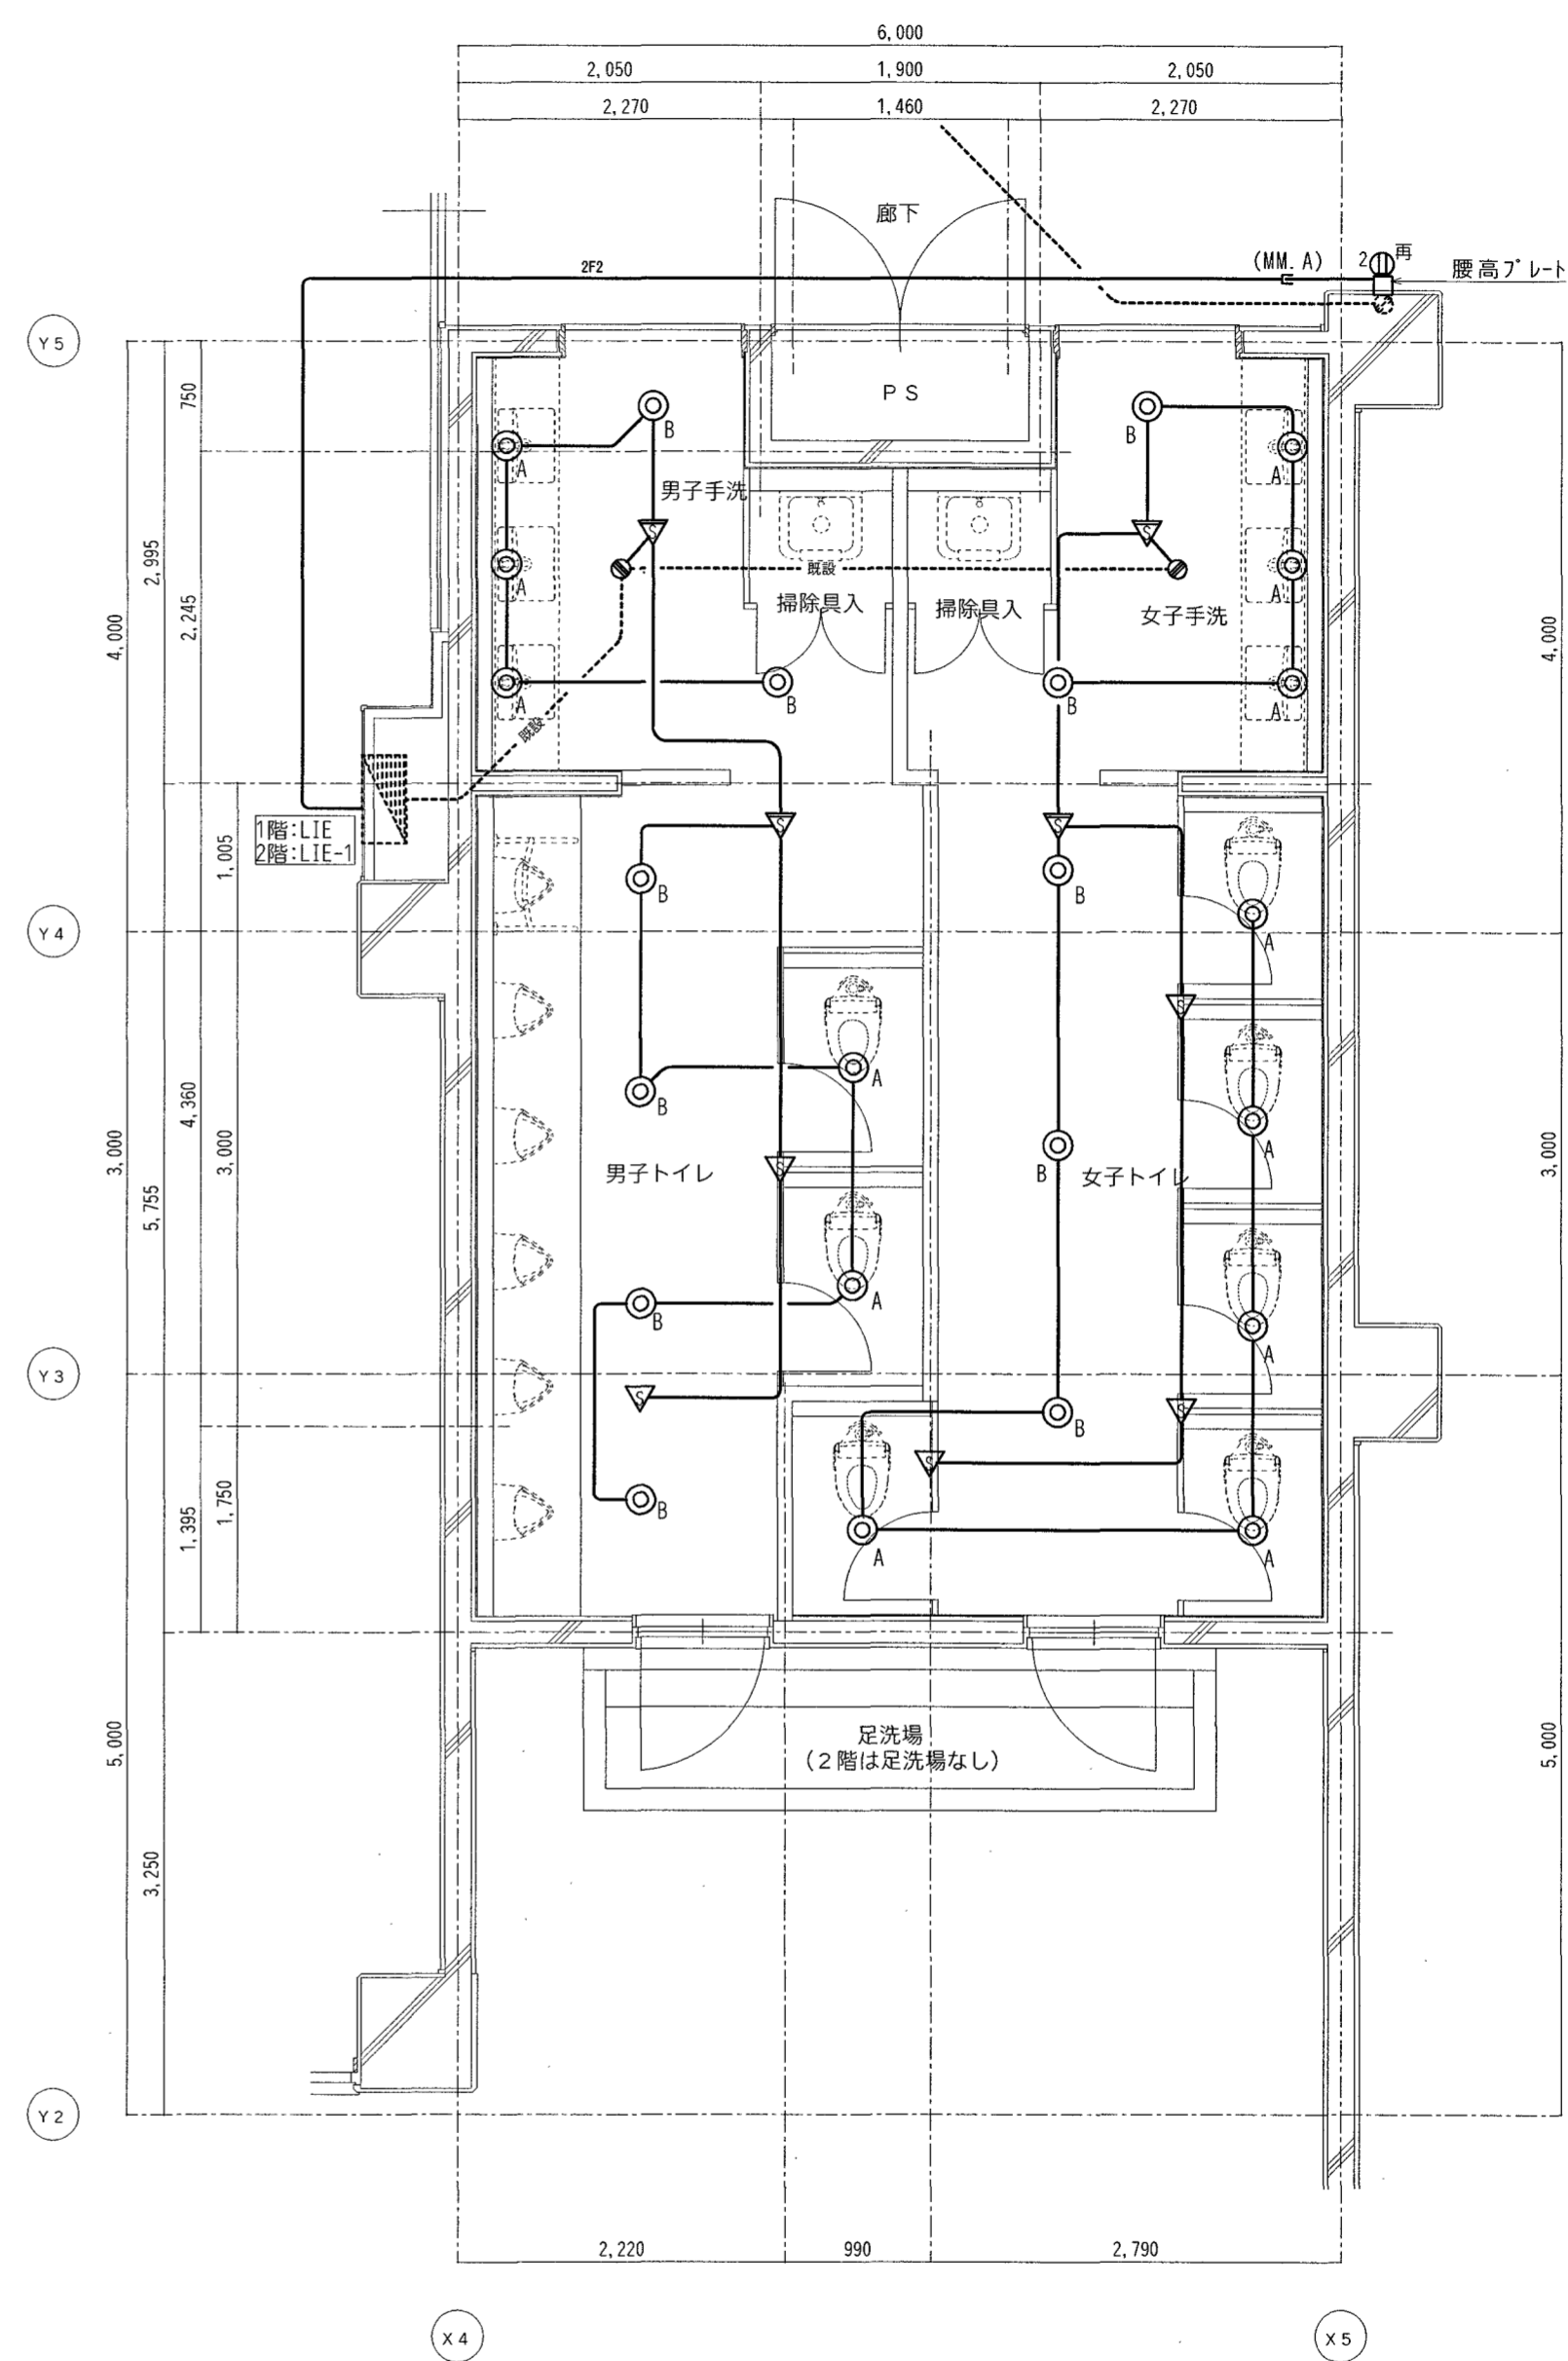 6,000
2,050
1,900
2,050
2,270
1,460
2,270
廊下
2F2
(MM. A)
2
再
腰高プレート
Y5
PS
750
B
B
A
A
男子手洗
S
S
2,995
既設
A
A
掃除具入
掃除具入
女子手洗
2,245
4,000
4,000
A
B
B
A
既設
1階:LIE
2階:LIE-1
S
S
1,005
B
B
A
Y4
S
A
B
A
4,360
3,000
3,000
3,000
5,755
男子トイレ
S
B
女子トイレ
A
B
A
Y3
S
S
B
S
B
1,395
1,750
A
A
足洗場
(2階は足洗場なし)
5,000
5,000
3,250
Y2
2,220
990
2,790
X4
X5